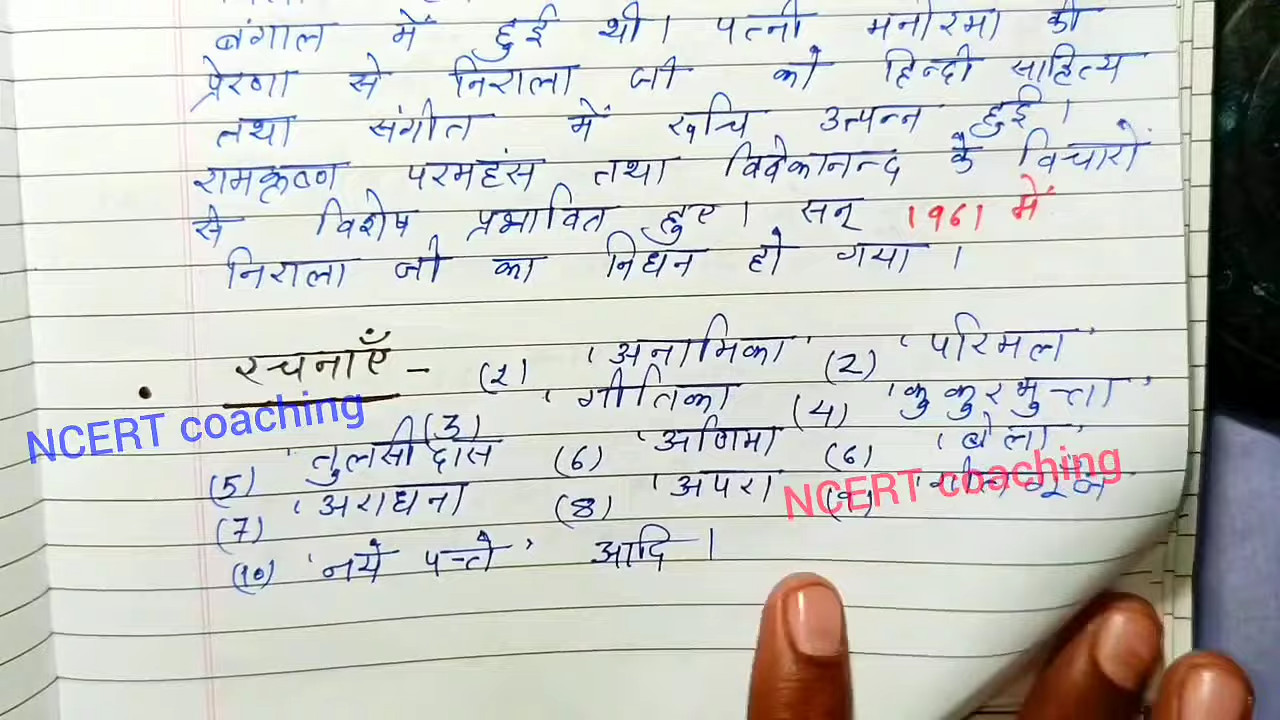 बंगाल में हुई थी। पत्नी मनोरमा की
प्रेरणा से निराला जी को हिन्दी साहित्य
तथा संगीत में रुचि उत्पन्न हुई।
रामकृष्ण परमहंस तथा विवेकानन्द के विचारों
से विशेष प्रभावित हुए। सन् 1961 में
निराला जी का निधन हो गया।
• रचनाएँ - (१) 'अनामिका' (2) 'परिमल'
(3) 'गीतिका' (4) 'कुकुरमुत्ता'
(5) 'तुलसीदास' (6) 'अणिमा' (6) 'बेला'
(7) 'अराधना' (8) 'अपरा' (9)
(10) 'नये पत्ते' आदि।
NCERT coaching
NCERT coaching